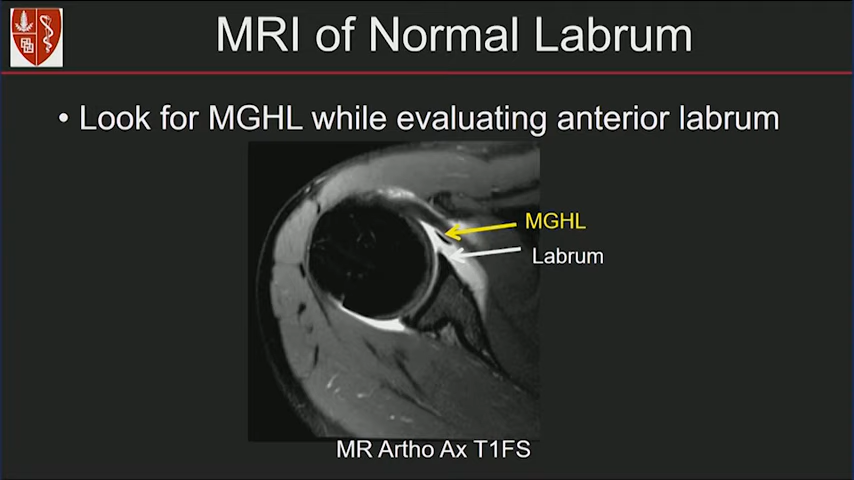 MRI of Normal Labrum
• Look for MGHL while evaluating anterior labrum
MGHL
Labrum
MR Artho Ax T1FS